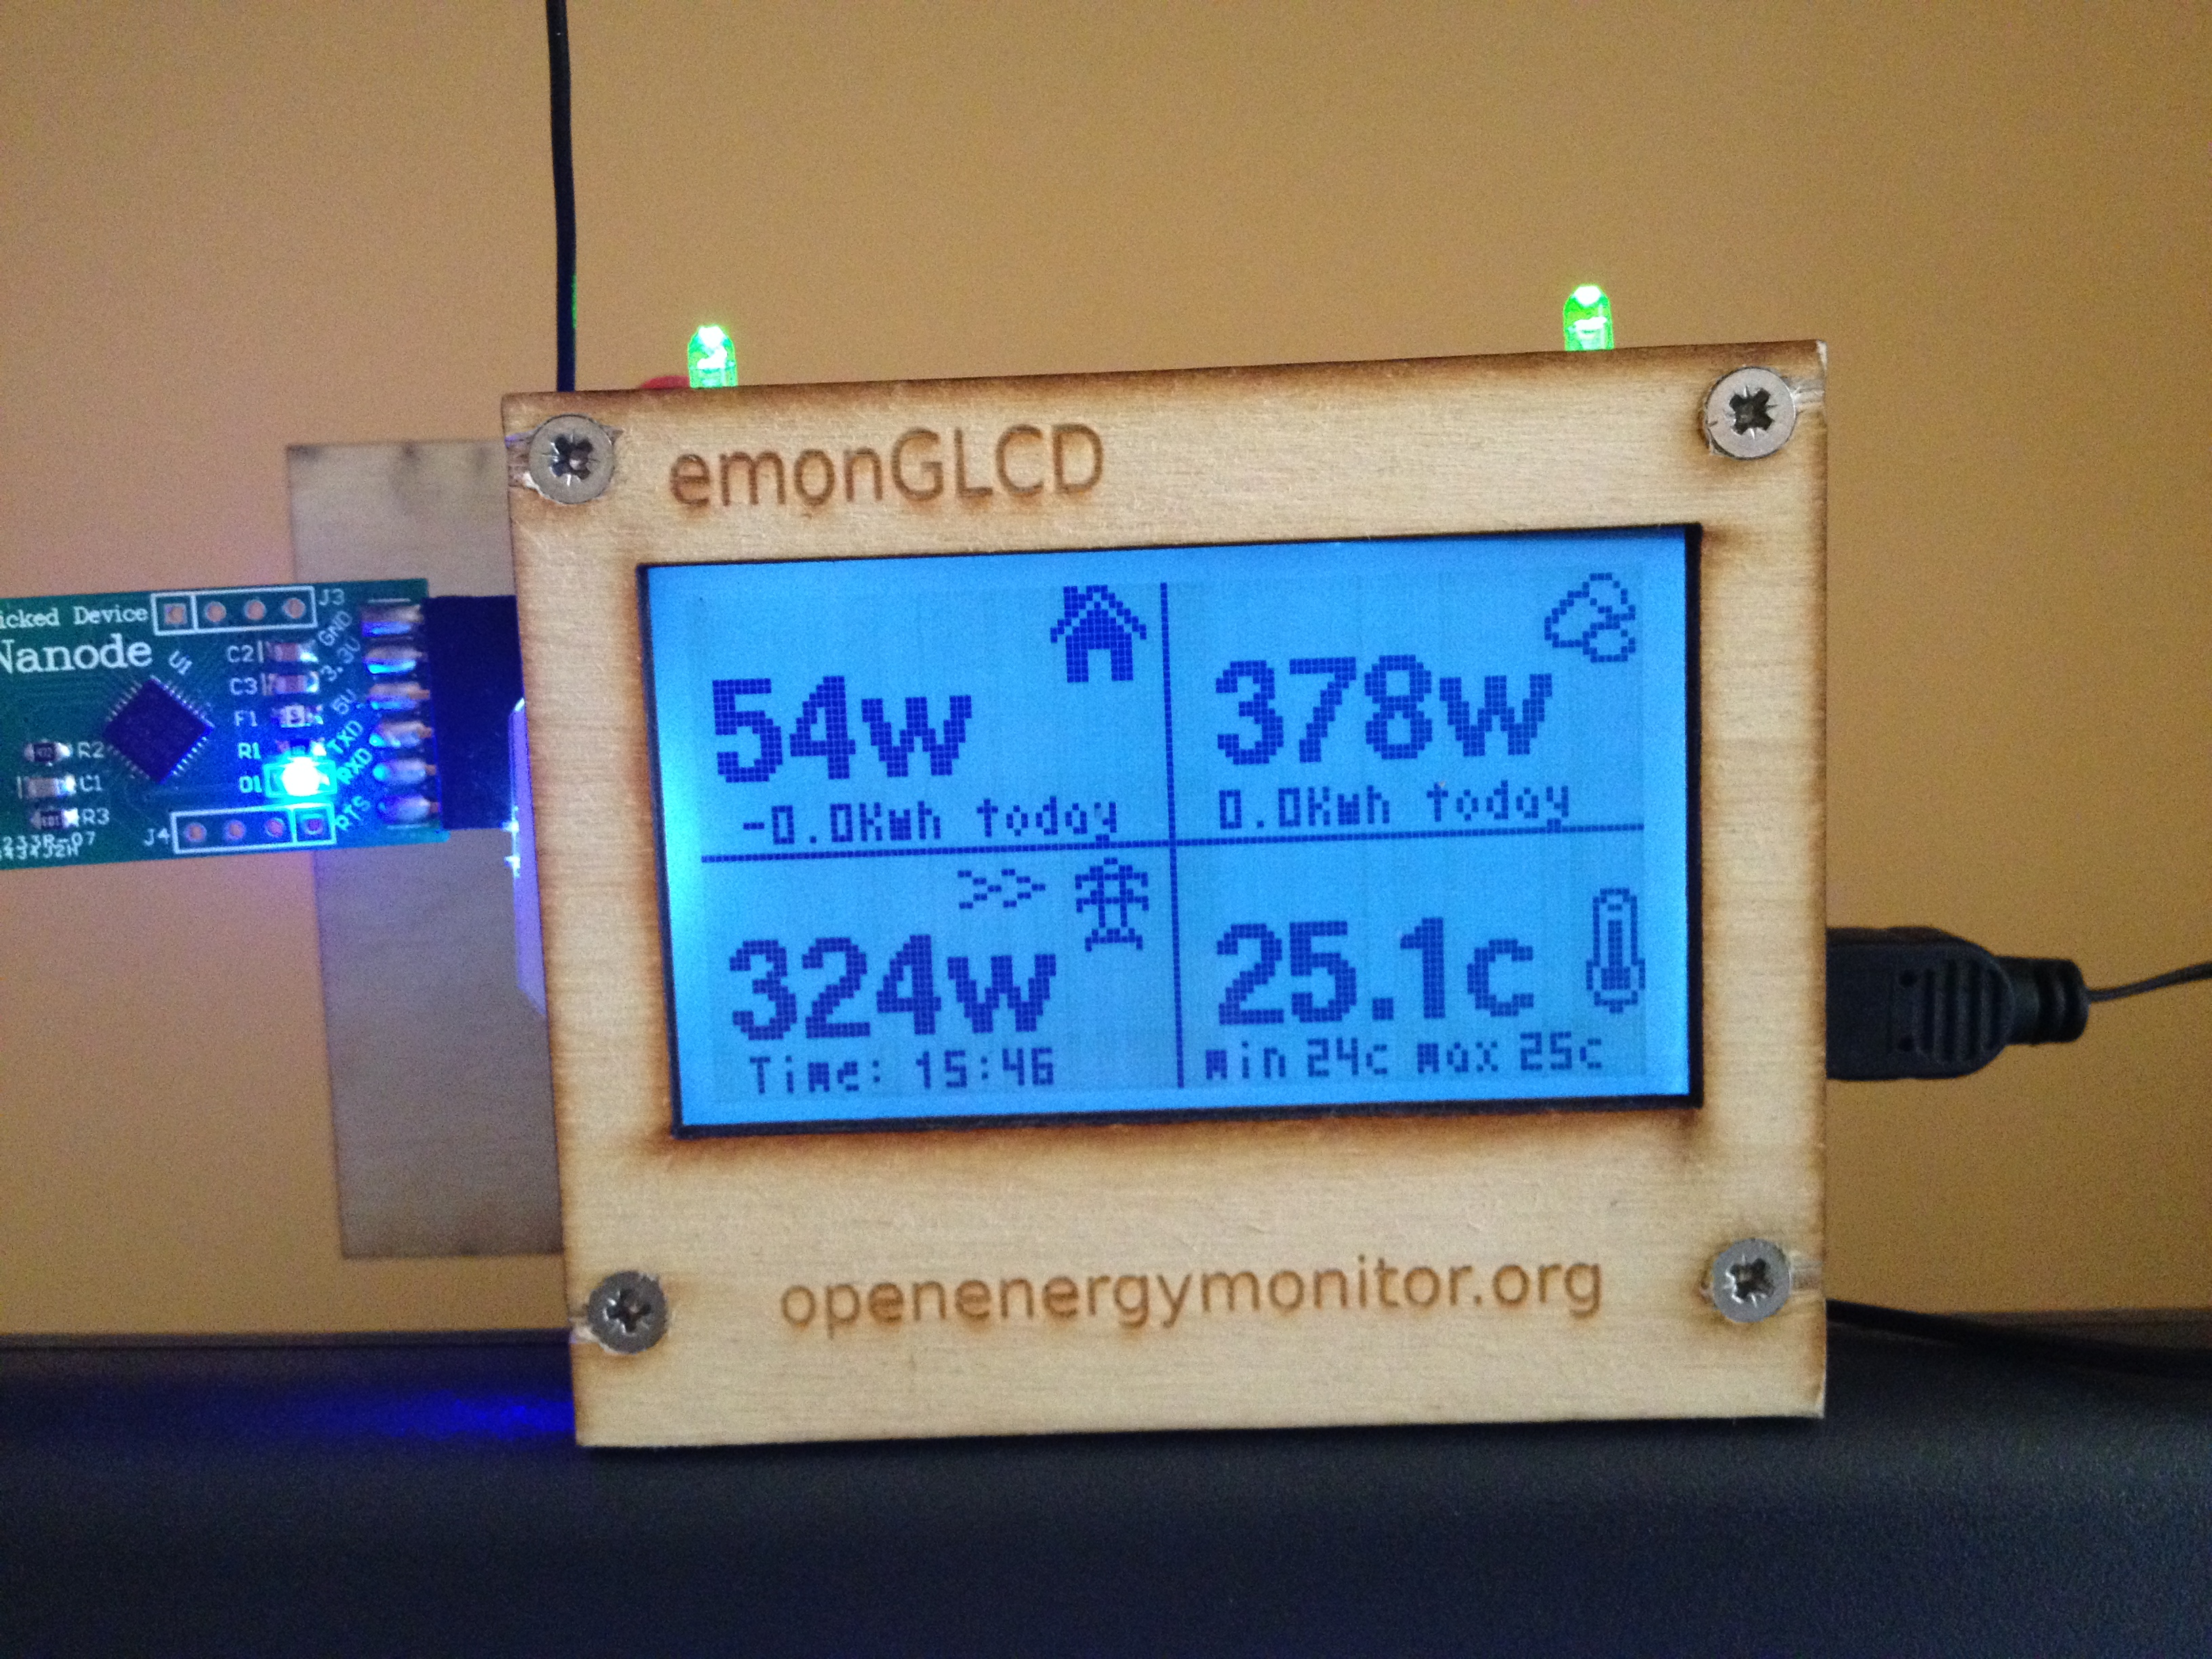 emonGLCD
54w
-0.0Kwh today
378w
0.0Kwh today
>>
324w
Time: 15:46
25.1c
min 24c max 25c
openenergymonitor.org
icked Device
Nanode
J3
U1
C2
C3
F1
R1
D1
R2
C1
R3
J4
GND
3.3V
5V
TXD
RXD
RTS